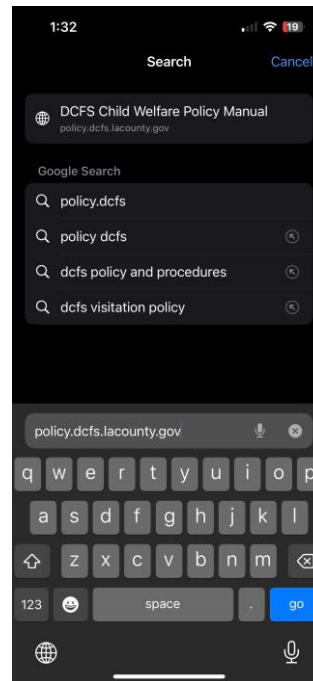 1:32
19
Search
Cancel
DCFS Child Welfare Policy Manual
policy.dcfs.lacounty.gov
Google Search
policy.dcfs
policy dcfs
dcfs policy and procedures
dcfs visitation policy
policy.dcfs.lacounty.gov
q w e r t y u i o p
a s d f g h j k l
z x c v b n m
123
space
.
go